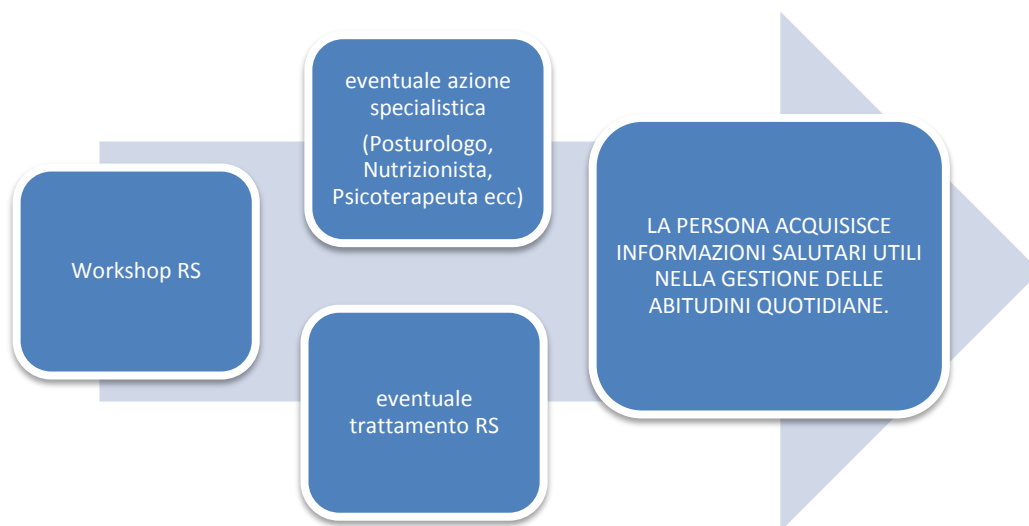 Workshop RS
eventuale azione
specialistica
(Posturologo,
Nutrizionista,
Psicoterapeuta ecc)
eventuale
trattamento RS
LA PERSONA ACQUISISCE
INFORMAZIONI SALUTARI UTILI
NELLA GESTIONE DELLE
ABITUDINI QUOTIDIANE.